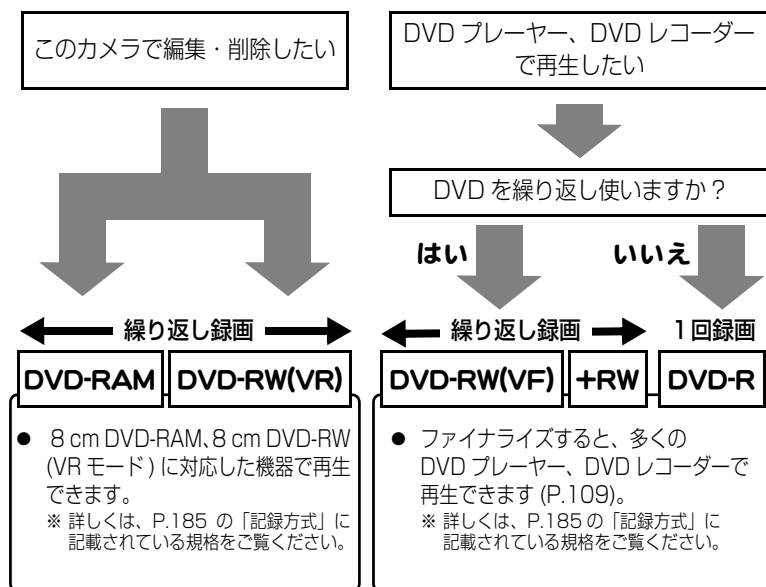 このカメラで編集・削除したい
DVD プレーヤー、DVD レコーダー
で再生したい
DVD を繰り返し使いますか？
はい
いいえ
繰り返し録画
繰り返し録画
1回録画
DVD-RAM
DVD-RW(VR)
DVD-RW(VF)
+RW
DVD-R
● 8 cm DVD-RAM、8 cm DVD-RW
(VR モード) に対応した機器で再生
できます。
※ 詳しくは、P.185 の「記録方式」に
記載されている規格をご覧ください。
● ファイナライズすると、多くの
DVD プレーヤー、DVD レコーダーで
再生できます (P.109)。
※ 詳しくは、P.185 の「記録方式」に
記載されている規格をご覧ください。